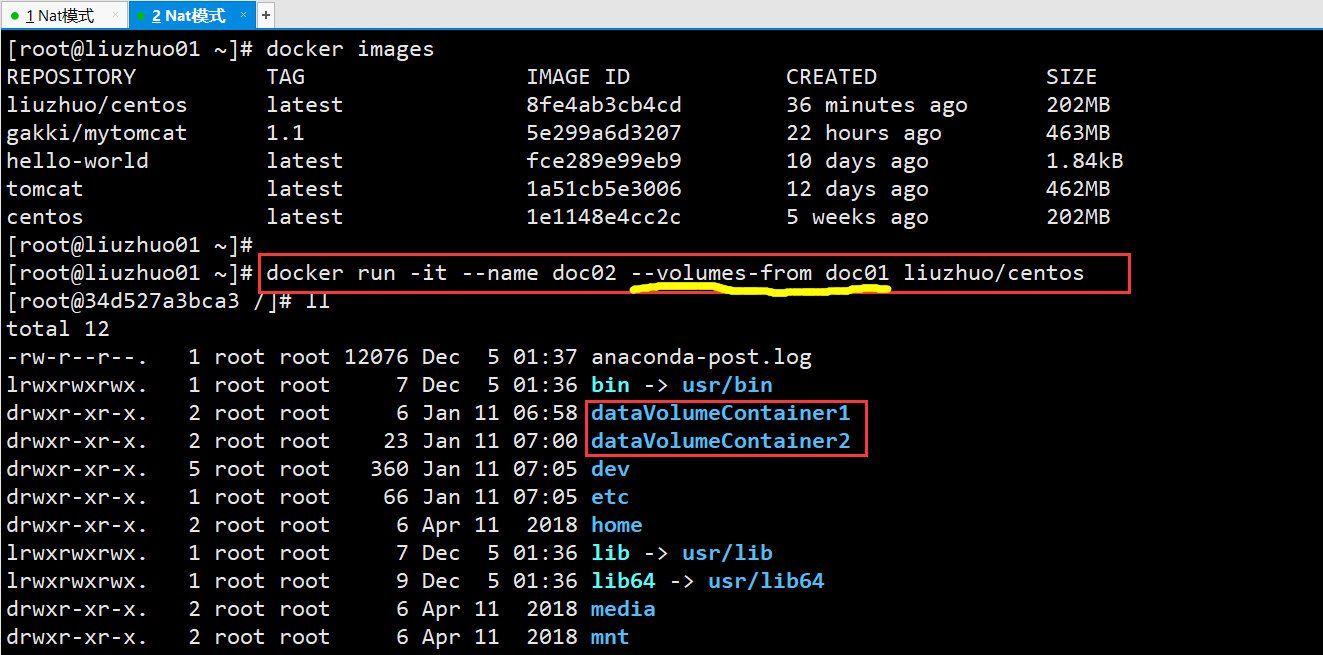 1 Nat模式 × 2 Nat模式 × +
[root@liuzhuo01 ~]# docker images
REPOSITORY TAG IMAGE ID CREATED SIZE
liuzhuo/centos latest 8fe4ab3cb4cd 36 minutes ago 202MB
gakki/mytomcat 1.1 5e299a6d3207 22 hours ago 463MB
hello-world latest fce289e99eb9 10 days ago 1.84kB
tomcat latest 1a51cb5e3006 12 days ago 462MB
centos latest 1e1148e4cc2c 5 weeks ago 202MB
[root@liuzhuo01 ~]#
[root@liuzhuo01 ~]# docker run -it --name doc02 --volumes-from doc01 liuzhuo/centos
[root@34d527a3bca3 /]# ll
total 12
-rw-r--r--. 1 root root 12076 Dec 5 01:37 anaconda-post.log
lrwxrwxrwx. 1 root root 7 Dec 5 01:36 bin -> usr/bin
drwxr-xr-x. 2 root root 6 Jan 11 06:58 dataVolumeContainer1
drwxr-xr-x. 2 root root 23 Jan 11 07:00 dataVolumeContainer2
drwxr-xr-x. 5 root root 360 Jan 11 07:05 dev
drwxr-xr-x. 1 root root 66 Jan 11 07:05 etc
drwxr-xr-x. 2 root root 6 Apr 11 2018 home
lrwxrwxrwx. 1 root root 7 Dec 5 01:36 lib -> usr/lib
lrwxrwxrwx. 1 root root 9 Dec 5 01:36 lib64 -> usr/lib64
drwxr-xr-x. 2 root root 6 Apr 11 2018 media
drwxr-xr-x. 2 root root 6 Apr 11 2018 mnt